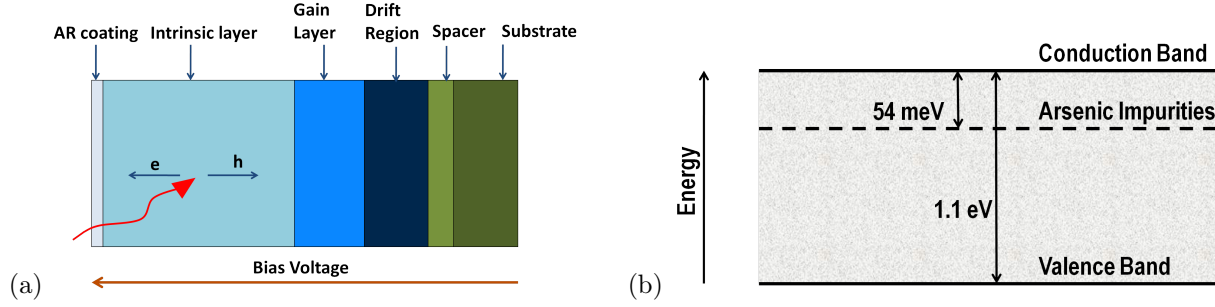 AR coating
Intrinsic layer
Gain
Layer
Drift
Region
Spacer
Substrate
e
h
Bias Voltage
(a)
Conduction Band
54 meV
Arsenic Impurities
Energy
1.1 eV
Valence Band
(b)